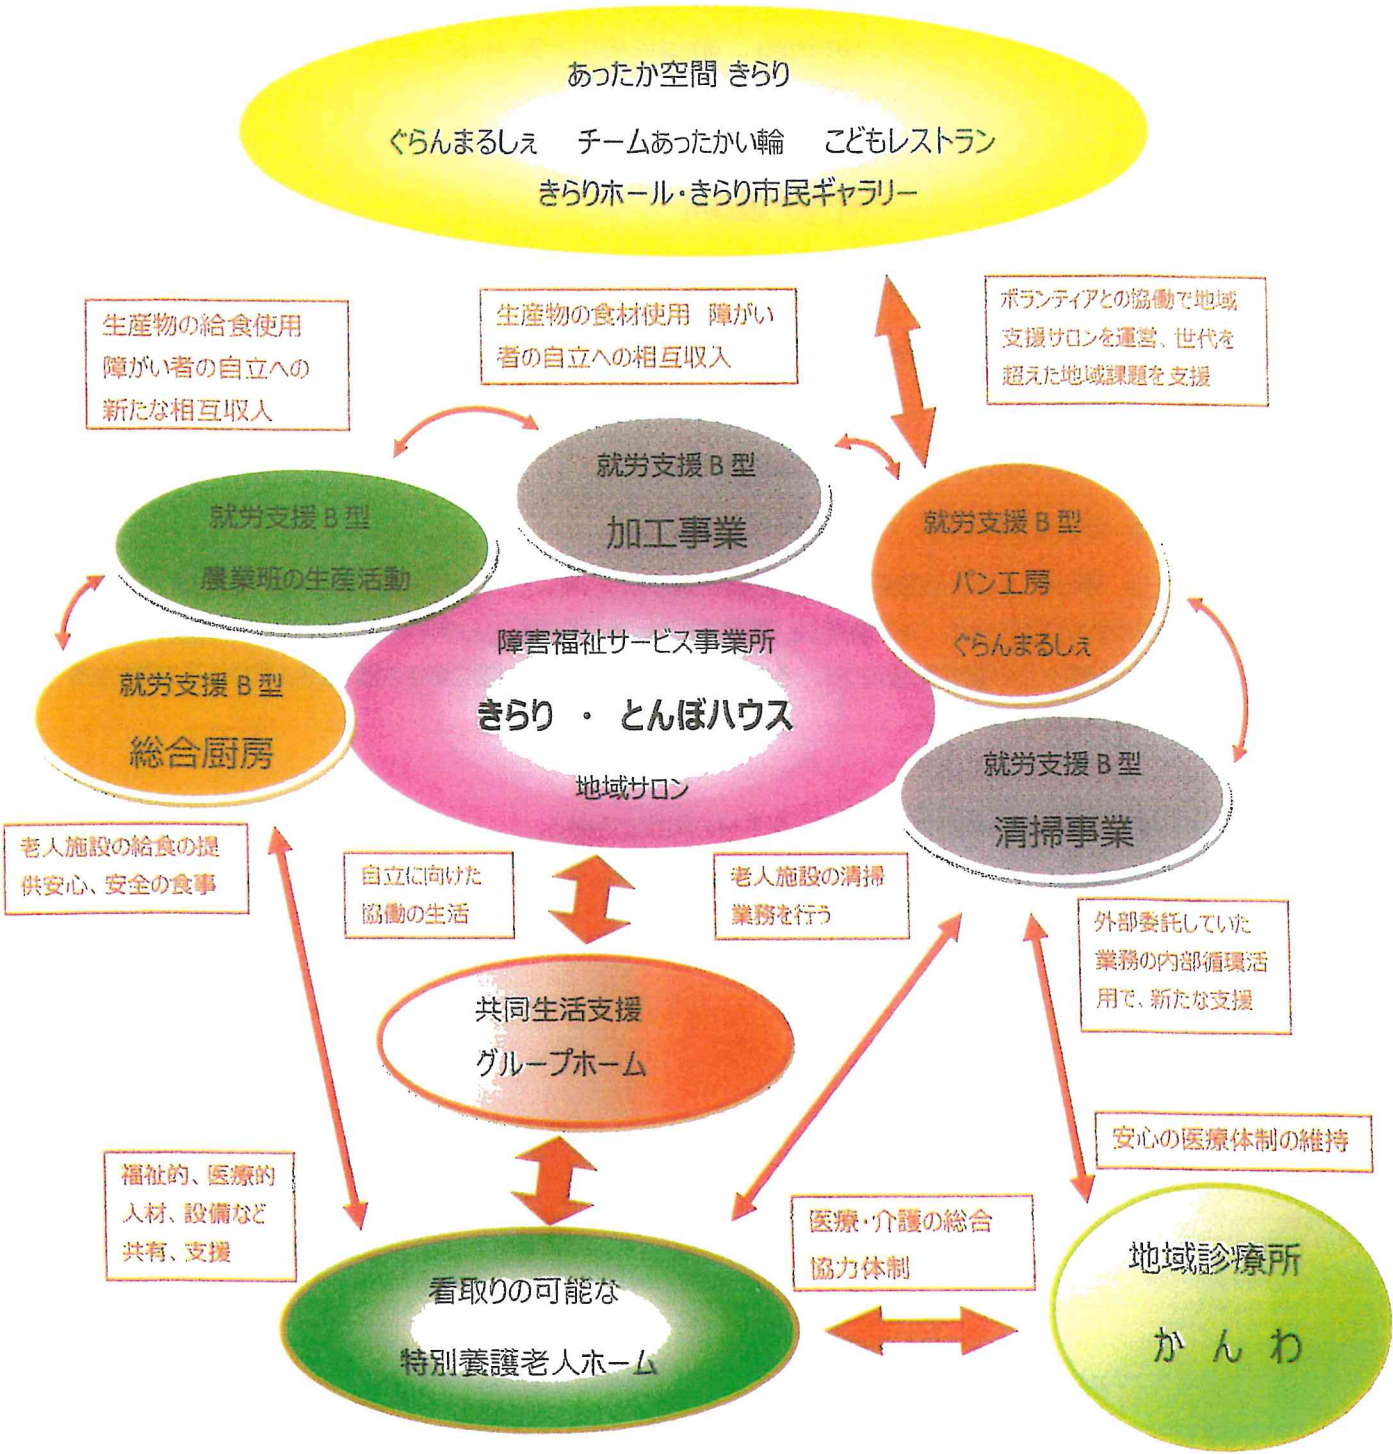 あったか空間 きらり
ぐらんまるしぇ チームあったかい輪 こどもレストラン
きらりホール・きらり市民ギャラリー
生産物の給食使用
障がい者の自立への
新たな相互収入
生産物の食材使用 障がい
者の自立への相互収入
ボランティアとの協働で地域
支援サロンを運営、世代を
超えた地域課題を支援
就労支援B型
農業班の生産活動
就労支援B型
加工事業
就労支援B型
パン工房
ぐらんまるしぇ
就労支援B型
総合厨房
障害福祉サービス事業所
きらり ・ とんぼハウス
地域サロン
就労支援B型
清掃事業
老人施設の給食の提
供安心、安全の食事
自立に向けた
協働の生活
老人施設の清掃
業務を行う
外部委託していた
業務の内部循環活
用で、新たな支援
共同生活支援
グループホーム
福祉的、医療的
人材、設備など
共有、支援
安心の医療体制の維持
医療・介護の総合
協力体制
看取りの可能な
特別養護老人ホーム
地域診療所
かんわ